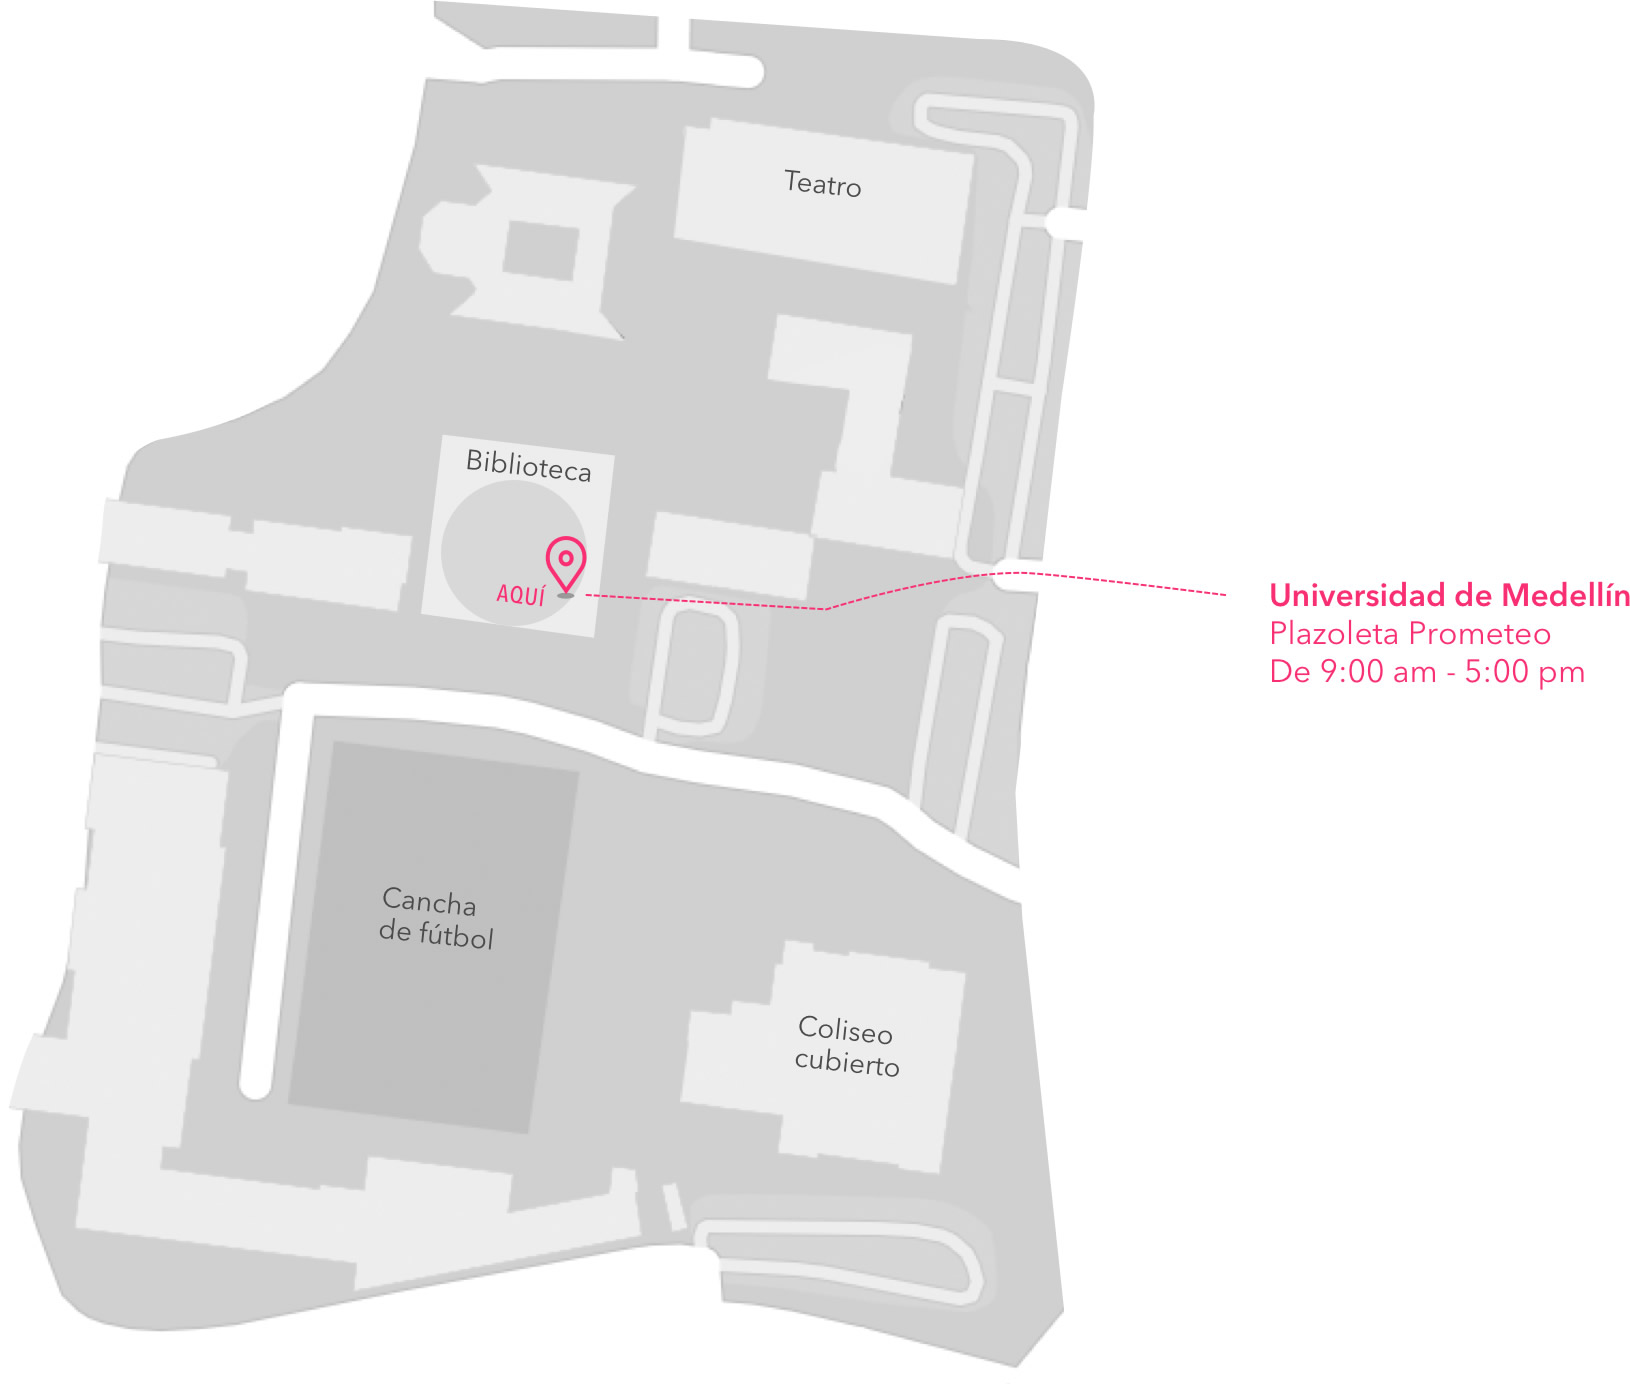 Teatro
Biblioteca
AQUÍ
Universidad de Medellín
Plazoleta Prometeo
De 9:00 am - 5:00 pm
Cancha
de fútbol
Coliseo
cubierto